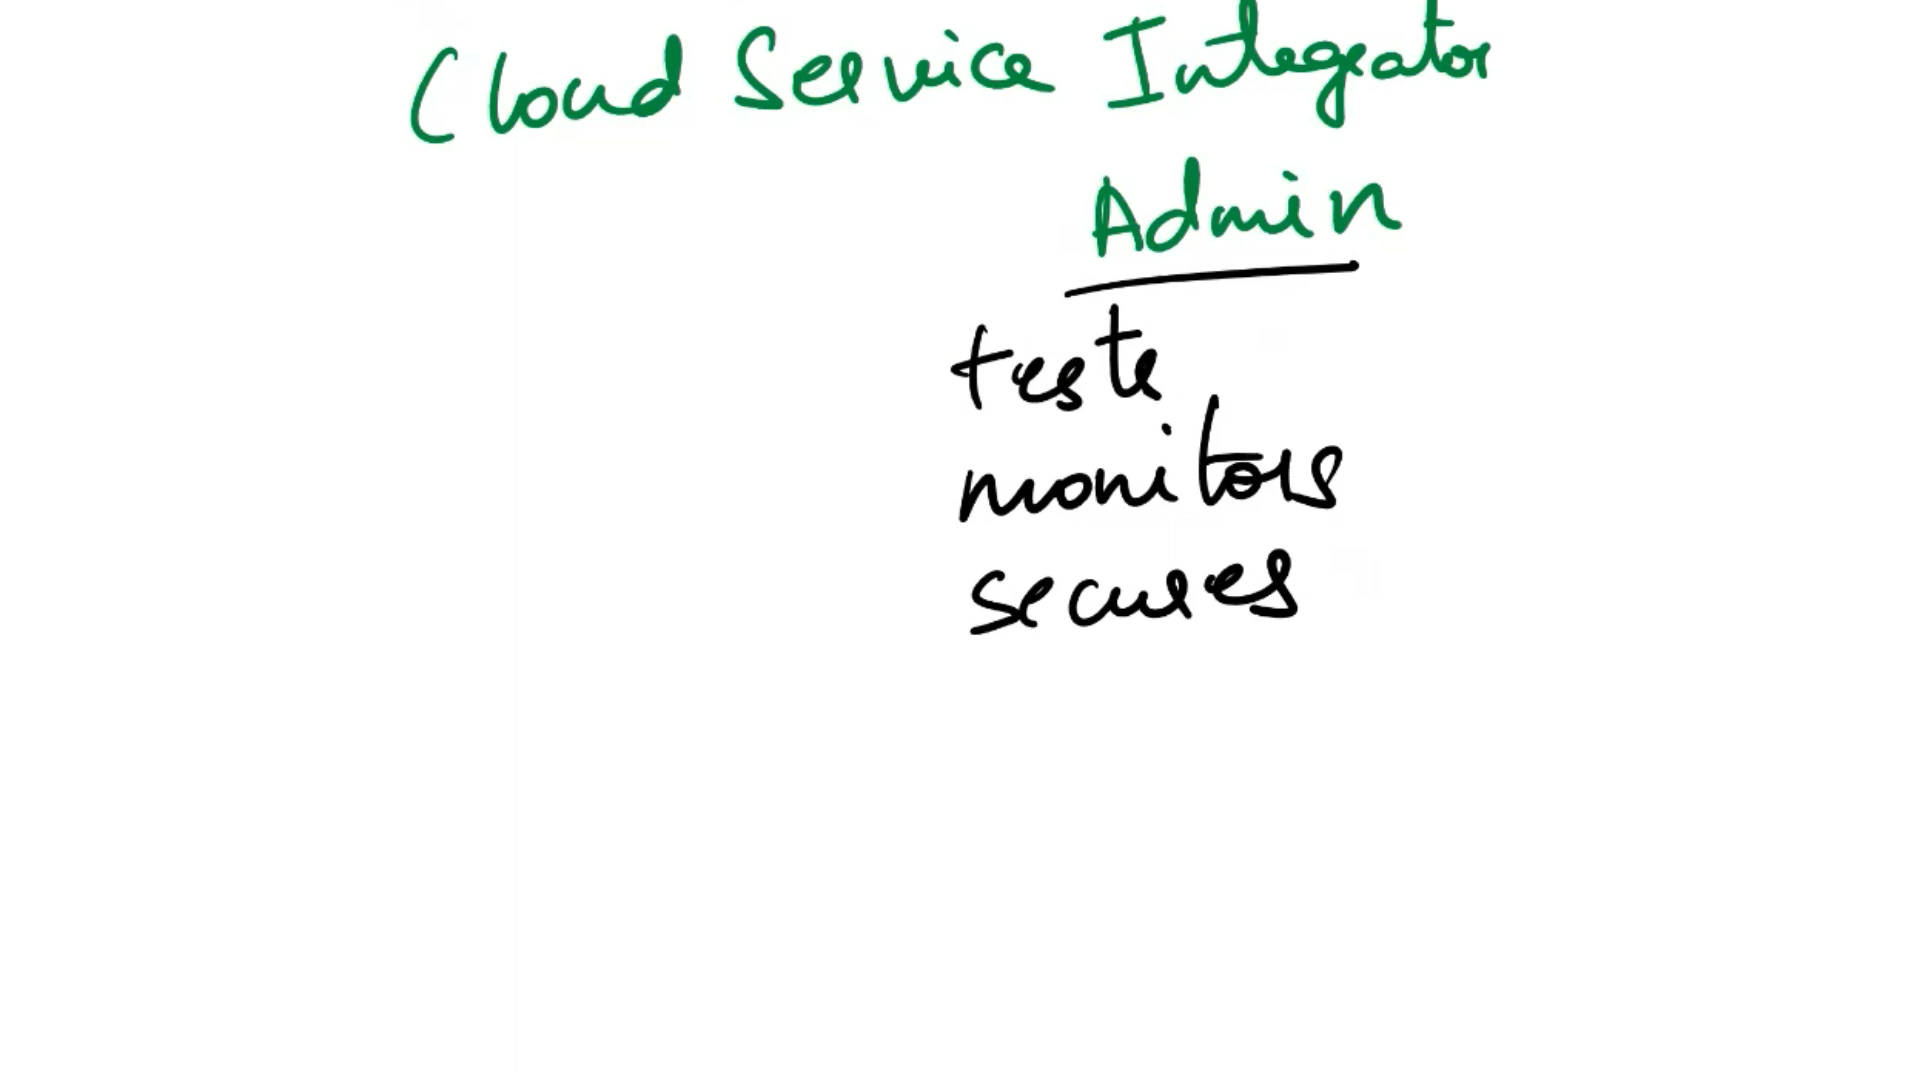 Cloud Service Integrator
Admin
tests
monitors
secures